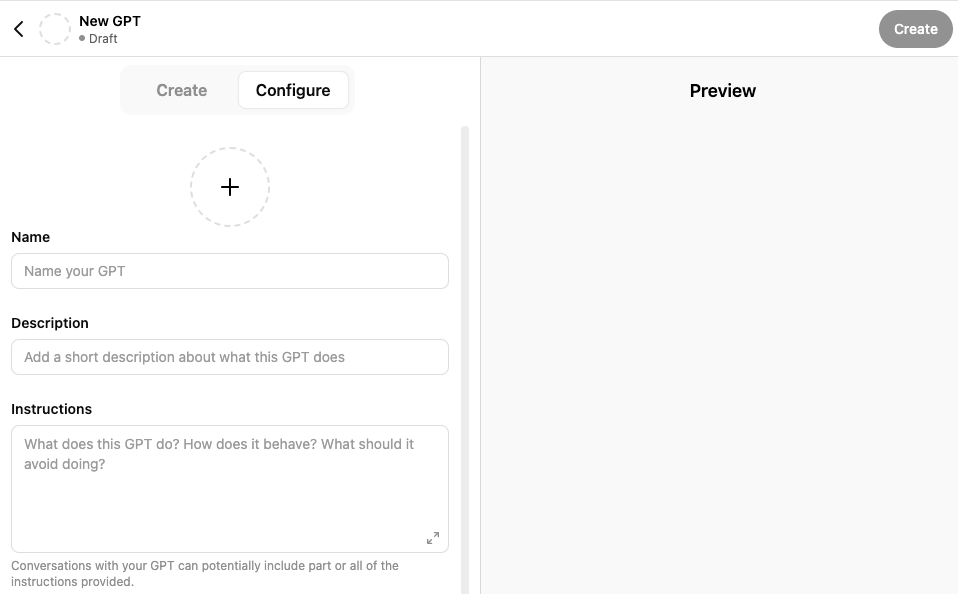 New GPT
Draft
Create
Create
Configure
Preview
Name
Name your GPT
Description
Add a short description about what this GPT does
Instructions
What does this GPT do? How does it behave? What should it
avoid doing?
Conversations with your GPT can potentially include part or all of the
instructions provided.